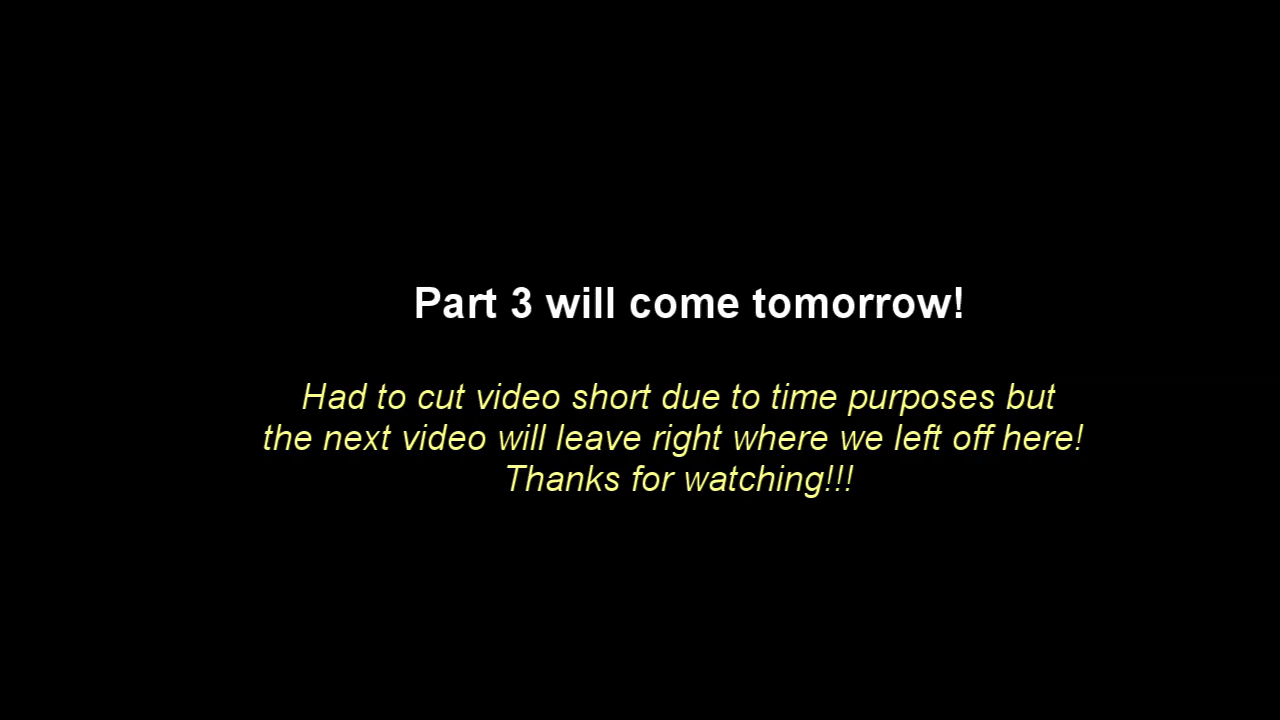 Part 3 will come tomorrow!
Had to cut video short due to time purposes but
the next video will leave right where we left off here!
Thanks for watching!!!